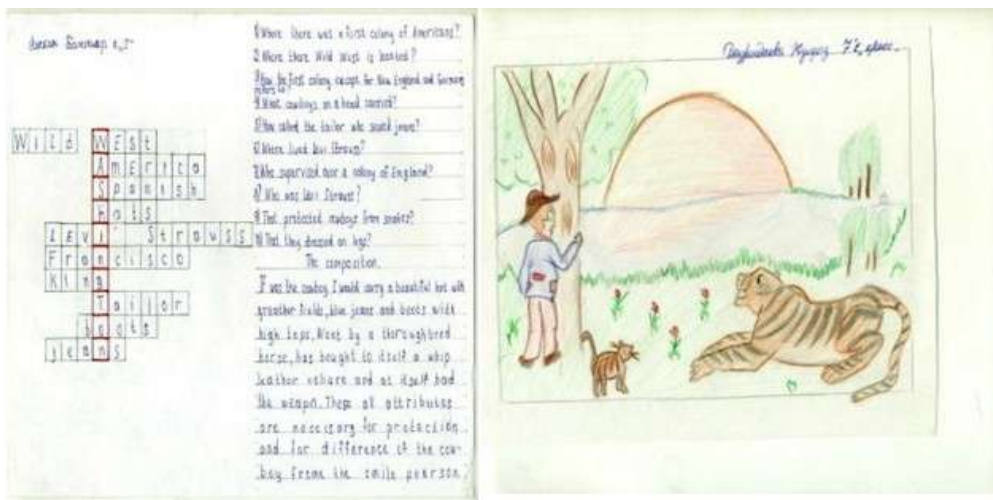 Wild West
America
Spanish
hats
Levi Strauss
Francisco
King
Tailor
boots
jeans
1) Where there was a first colony of Americans?
2) Where there Wild West is located?
3) How the first colony except for New England and Germany
4) What cowboys on a head carried?
5) How called the tailor who sewed jeans?
6) Where lived Levi Strauss?
7) Who supervised over a colony of England?
8) Who was Levi Strauss?
9) That protected cowboys from snakes?
10) That they dressed on legs?
The composition.
If was the cowboy, I would carry a beautiful hat with
greather fields, blue jeans and boots with
high tops. Went by a thoroughbred
horse, has bought to itself a whip
leather and at itself had
the weapon. These at attributes
are necessary for protection
and for difference of the cow-
boy frome the smile pearson.
7 "б" класс.